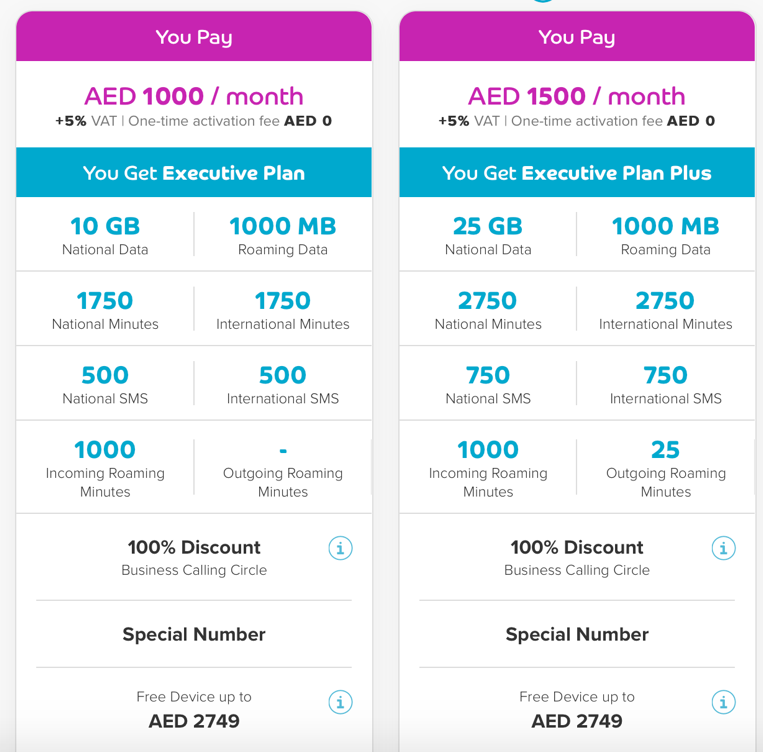 You Pay
AED 1000 / month
+5% VAT | One-time activation fee AED 0
You Get Executive Plan
10 GB
National Data
1000 MB
Roaming Data
1750
National Minutes
1750
International Minutes
500
National SMS
500
International SMS
1000
Incoming Roaming
Minutes
-
Outgoing Roaming
Minutes
100% Discount
Business Calling Circle
Special Number
Free Device up to
AED 2749
You Pay
AED 1500 / month
+5% VAT | One-time activation fee AED 0
You Get Executive Plan Plus
25 GB
National Data
1000 MB
Roaming Data
2750
National Minutes
2750
International Minutes
750
National SMS
750
International SMS
1000
Incoming Roaming
Minutes
25
Outgoing Roaming
Minutes
100% Discount
Business Calling Circle
Special Number
Free Device up to
AED 2749